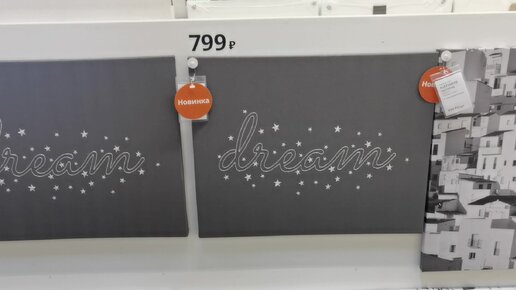 799 ₽
Новинка
dream
dream